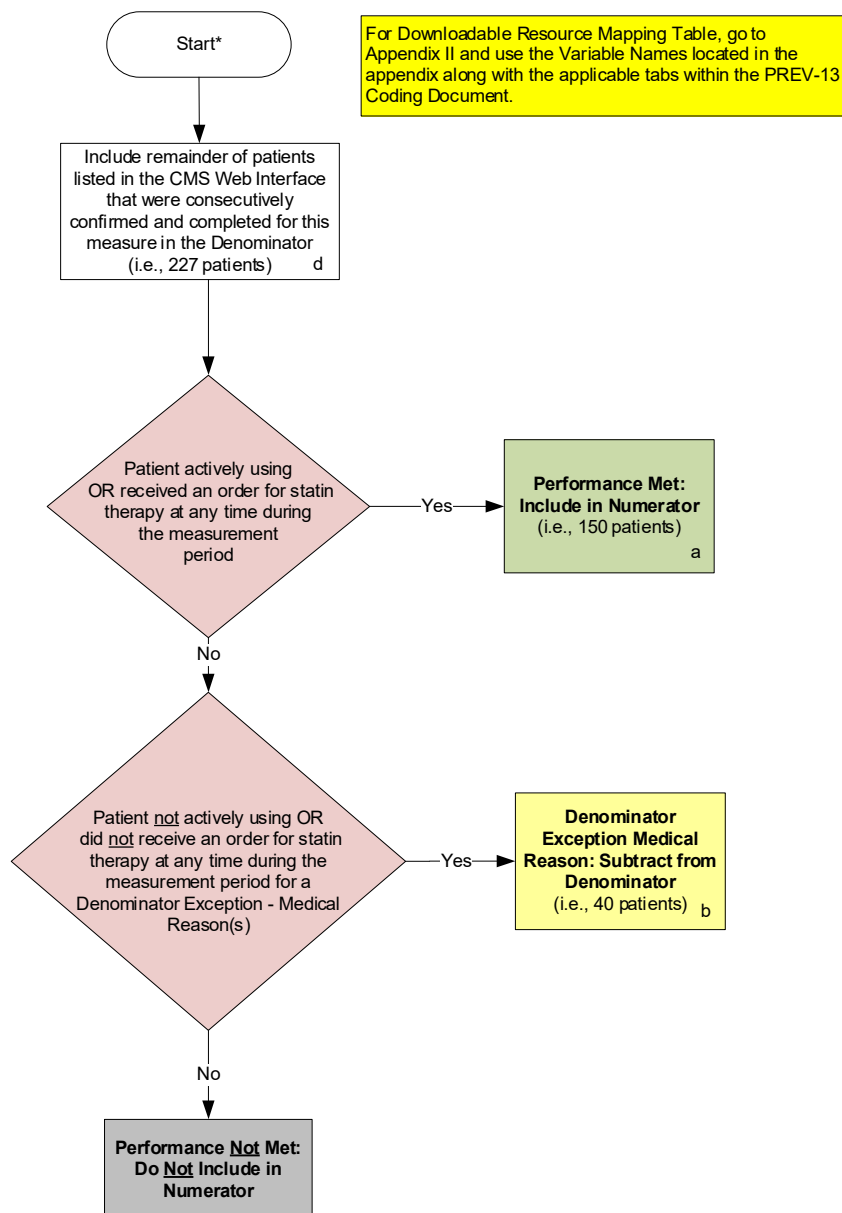 Start*
For Downloadable Resource Mapping Table, go to
Appendix II and use the Variable Names located in the
appendix along with the applicable tabs within the PREV-13
Coding Document.
Include remainder of patients
listed in the CMS Web Interface
that were consecutively
confirmed and completed for this
measure in the Denominator
(i.e., 227 patients)
d
Patient actively using
OR received an order for statin
therapy at any time during
the measurement
period
Yes
Performance Met:
Include in Numerator
(i.e., 150 patients)
a
No
Patient not actively using OR
did not receive an order for statin
therapy at any time during the
measurement period for a
Denominator Exception - Medical
Reason(s)
Yes
Denominator
Exception Medical
Reason: Subtract from
Denominator
(i.e., 40 patients)
b
No
Performance Not Met:
Do Not Include in
Numerator